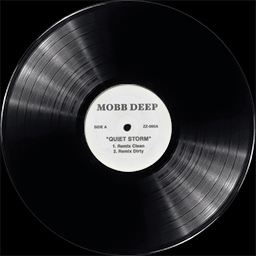 MOBB DEEP
SIDE A
"QUIET STORM"
1. Remix Clean
2. Remix Dirty